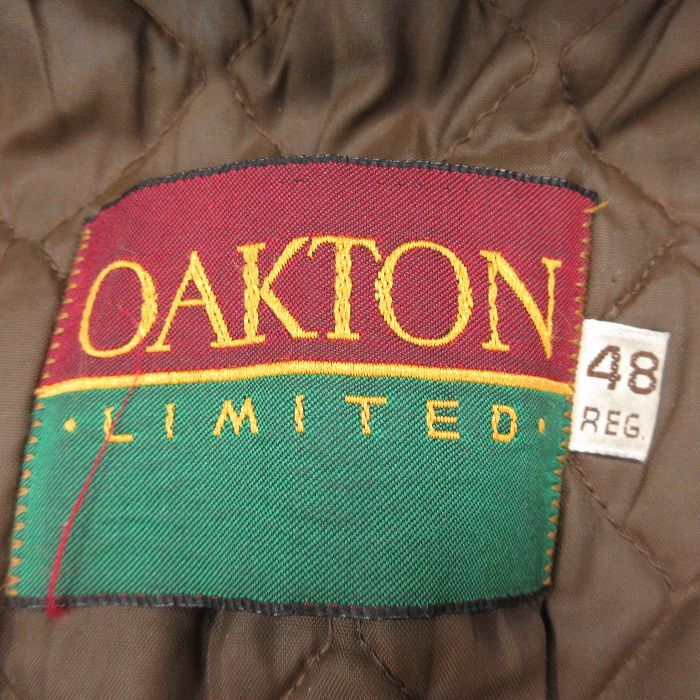 OAKTON
· LIMITED ·
48
REG.